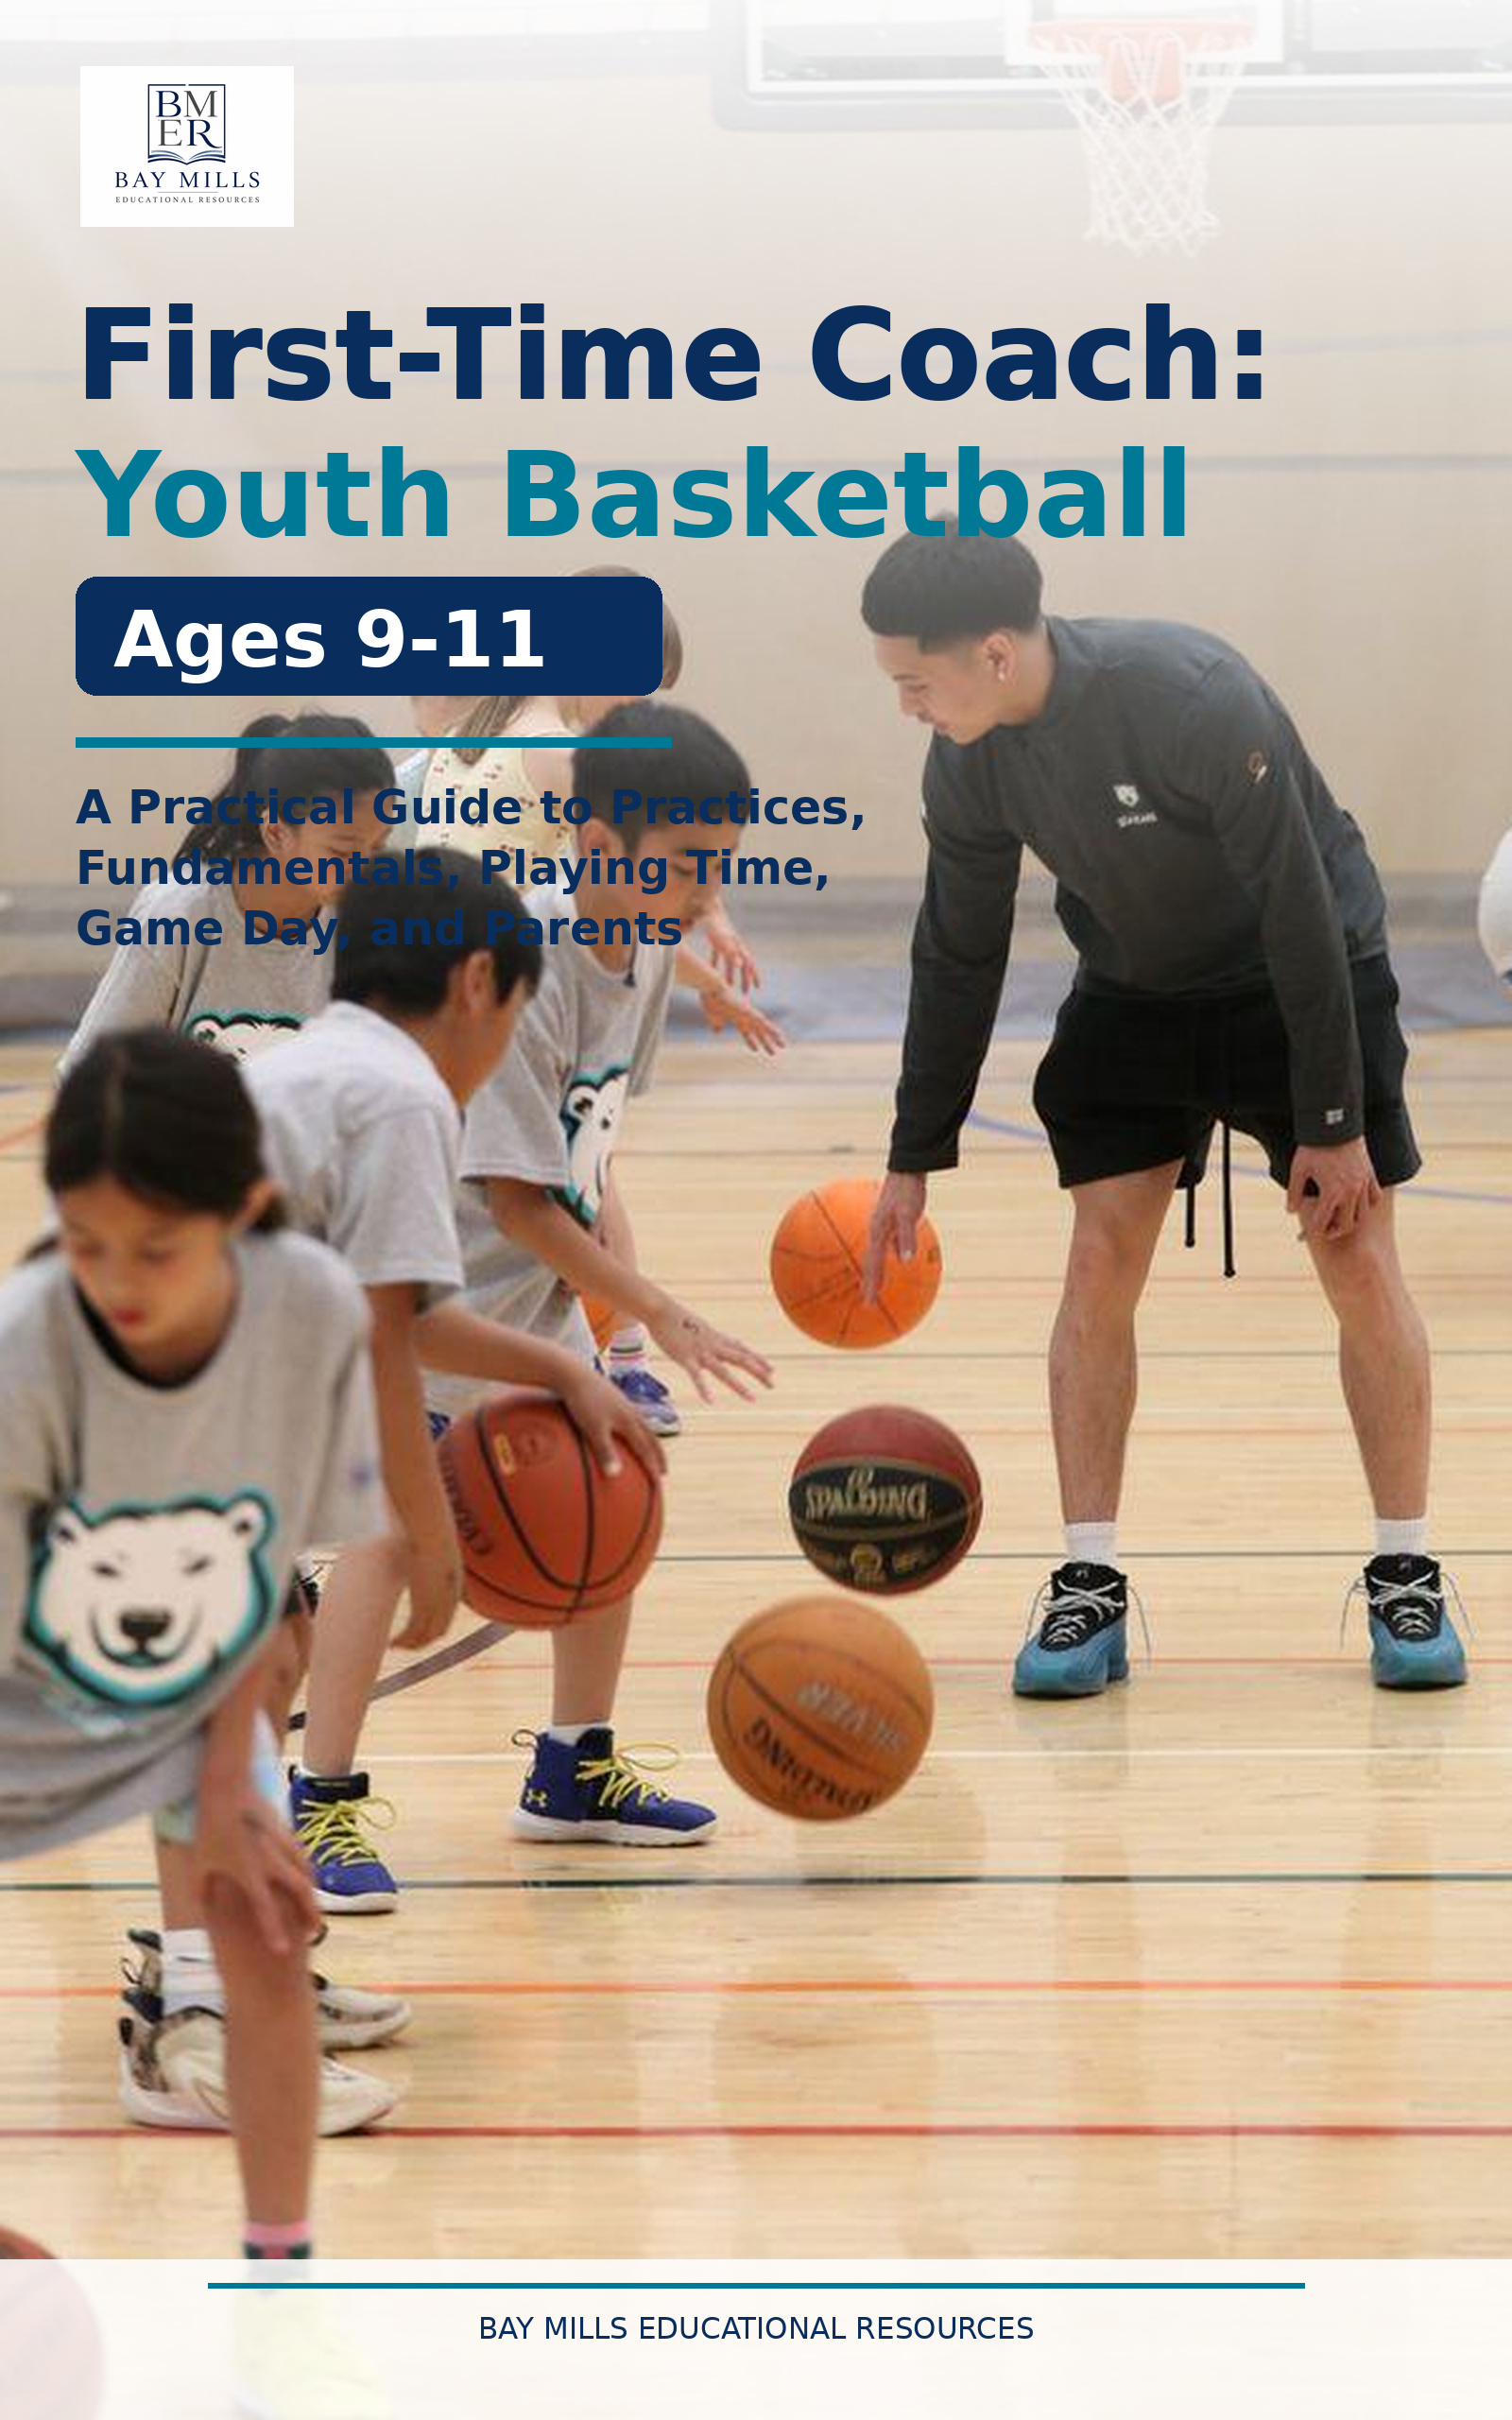 BM
ER
BAY MILLS
EDUCATIONAL RESOURCES
First-Time Coach:
Youth Basketball
Ages 9-11
A Practical Guide to Practices,
Fundamentals, Playing Time,
Game Day, and Parents
SPALDING
SPALDING
BAY MILLS EDUCATIONAL RESOURCES